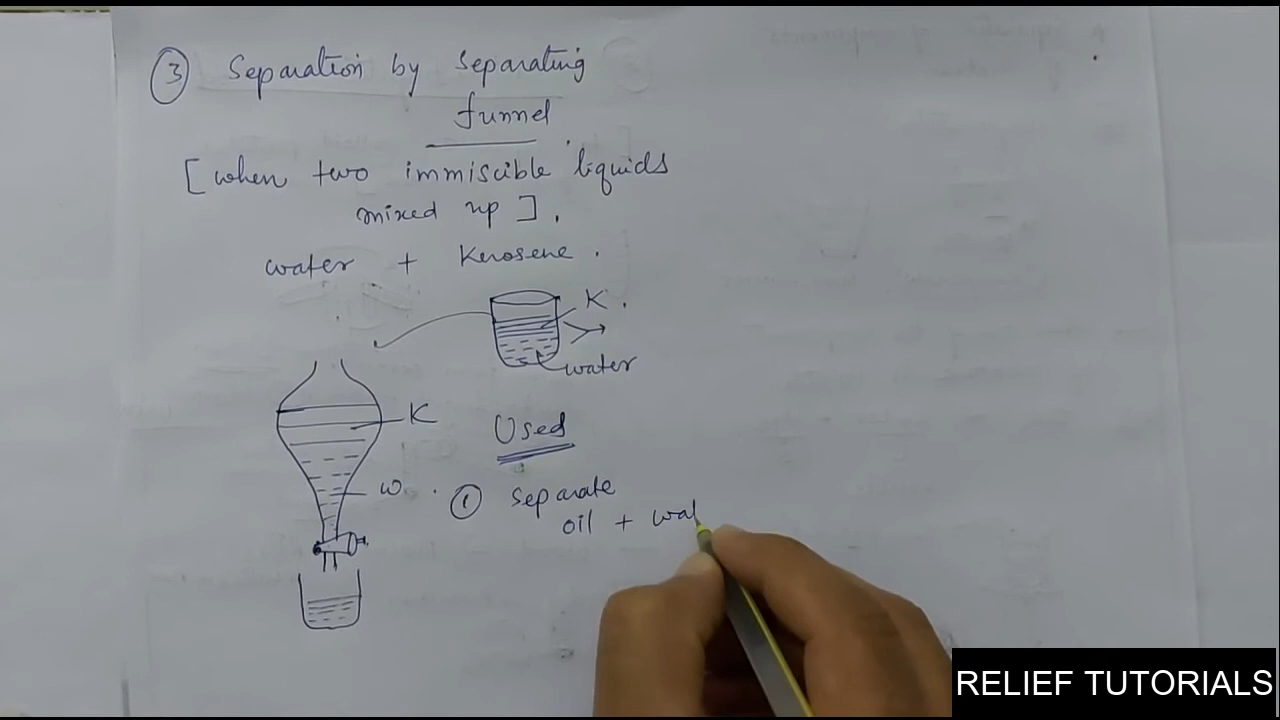 ③ Separation by separating
funnel
[when two immiscible liquids
mixed up].
water + Kerosene.
K.
water
K
Used
w.
① separate
oil + wat
RELIEF TUTORIALS